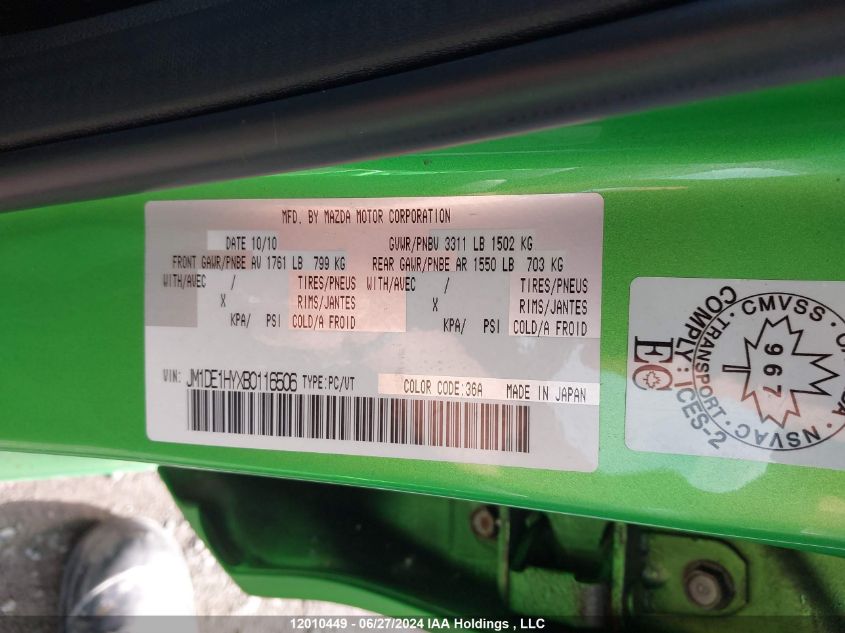 MFD. BY MAZDA MOTOR CORPORATION
DATE 10/10 GVWR/PNBV 3311 LB 1502 KG
FRONT GAWR/PNBE AV 1761 LB 799 KG REAR GAWR/PNBE AR 1550 LB 703 KG
WITH/AVEC / TIRES/PNEUS WITH/AVEC / TIRES/PNEUS
X RIMS/JANTES X RIMS/JANTES
KPA/ PSI COLD/A FROID KPA/ PSI COLD/A FROID
VIN: JM1DE1HYXB0116506 TYPE:PC/VT COLOR CODE:36A MADE IN JAPAN
EC
COMPLY: ICES-2
CMVSS
TRANSPORT
NSVAC
967
12010449 - 06/27/2024 IAA Holdings , LLC